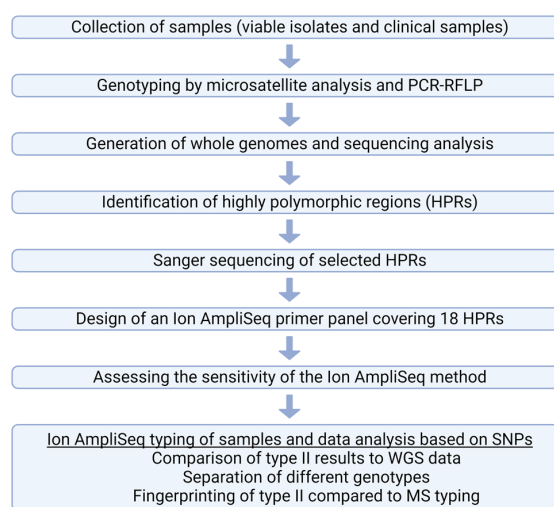 Collection of samples (viable isolates and clinical samples)
Genotyping by microsatellite analysis and PCR-RFLP
Generation of whole genomes and sequencing analysis
Identification of highly polymorphic regions (HPRs)
Sanger sequencing of selected HPRs
Design of an Ion AmpliSeq primer panel covering 18 HPRs
Assessing the sensitivity of the Ion AmpliSeq method
Ion AmpliSeq typing of samples and data analysis based on SNPs
Comparison of type II results to WGS data
Separation of different genotypes
Fingerprinting of type II compared to MS typing